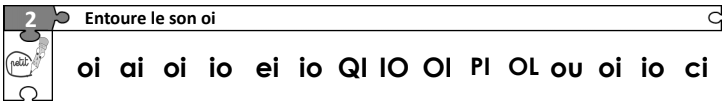 2 Entoure le son oi
petit
oi ai oi io ei io QI IO OI PI OL ou oi io ci